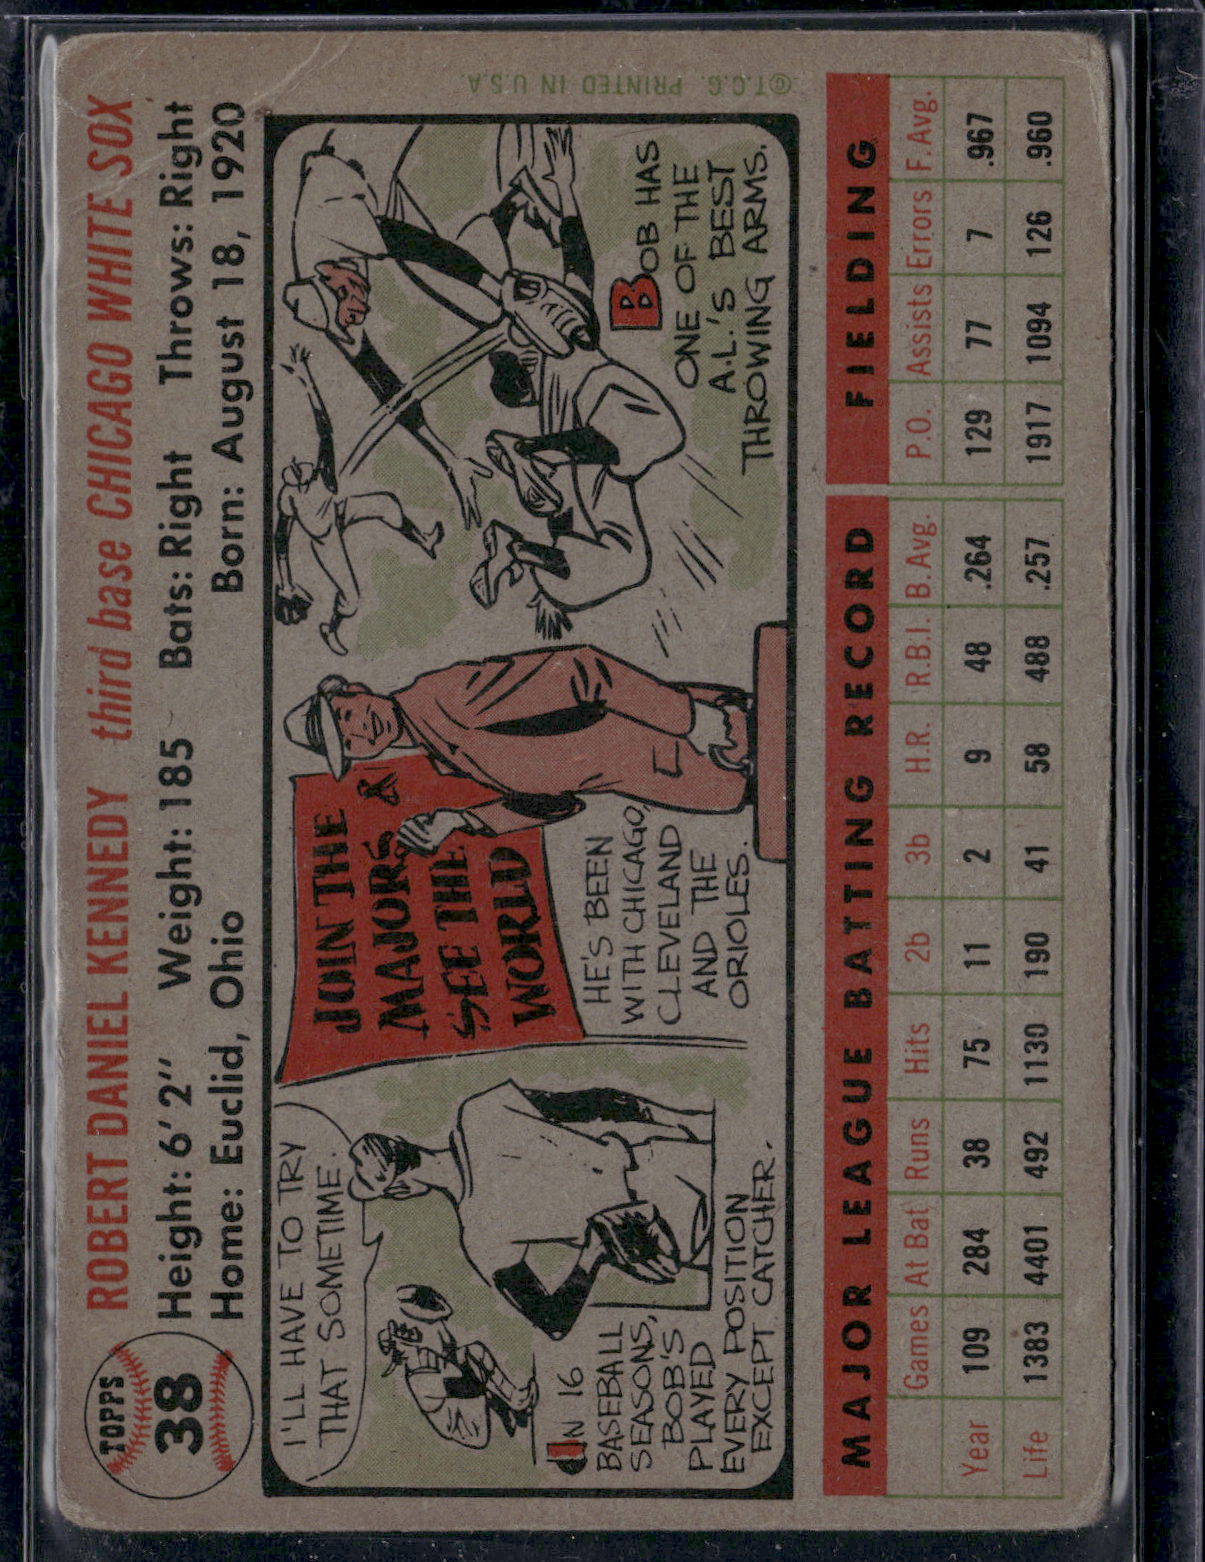 TOPPS
38
ROBERT DANIEL KENNEDY third base CHICAGO WHITE SOX
Height: 6' 2" Weight: 185 Bats: Right Throws: Right
Home: Euclid, Ohio Born: August 18, 1920
I'LL HAVE TO TRY
THAT SOMETIME.
IN 16
BASEBALL
SEASONS,
BOB'S
PLAYED
EVERY POSITION
EXCEPT CATCHER.
JOIN THE
MAJORS &
SEE THE
WORLD
HE'S BEEN
WITH CHICAGO,
CLEVELAND
AND THE
ORIOLES.
BOB HAS
ONE OF THE
A.L.'S BEST
THROWING ARMS.
©T.C.G. PRINTED IN U.S.A.
MAJOR LEAGUE BATTING RECORD FIELDING
Games At Bat Runs Hits 2b 3b H.R. R.B.I. B.Avg. P.O. Assists Errors F.Avg.
Year 109 284 38 75 11 2 9 48 .264 129 77 7 .967
Life 1383 4401 492 1130 190 41 58 488 .257 1917 1094 126 .960